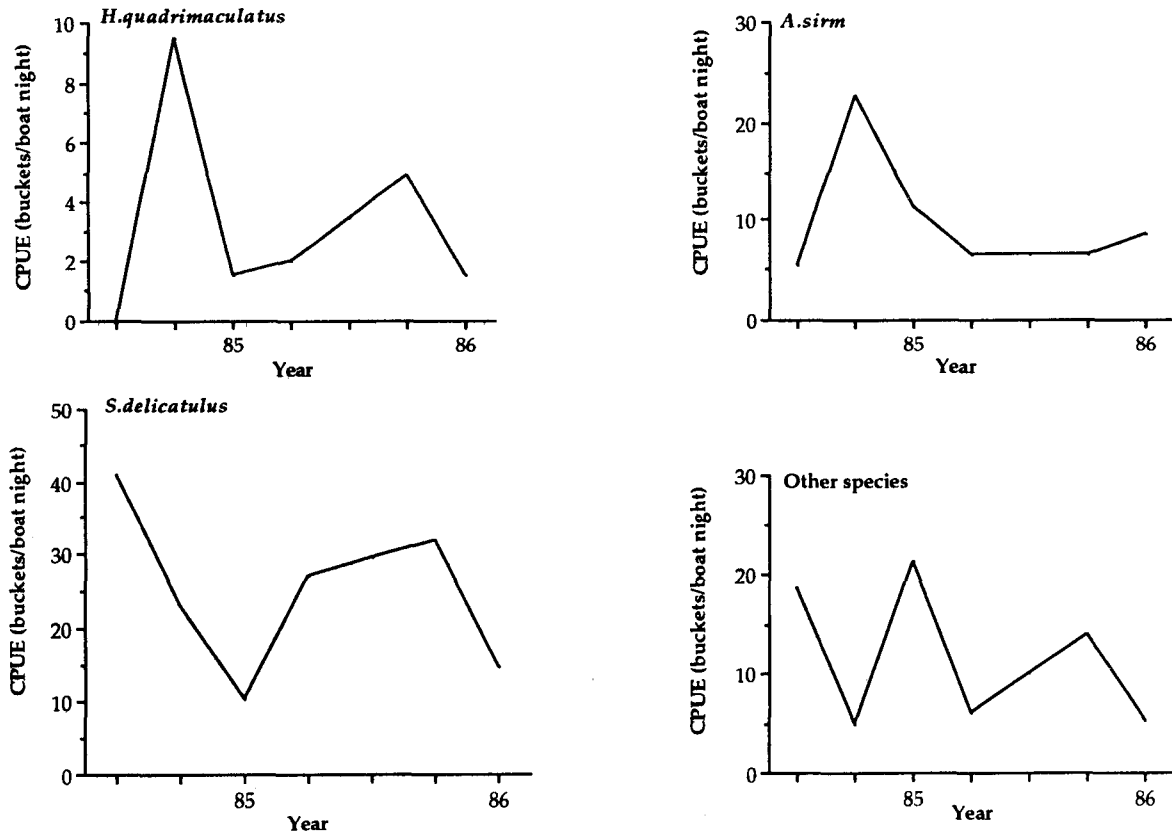 H.quadrimaculatus
CPUE (buckets/boat night)
10
8
6
4
2
0
85
86
Year
A.sirm
CPUE (buckets/boat night)
30
20
10
0
85
86
Year
S.delicatulus
CPUE (buckets/boat night)
50
40
30
20
10
0
85
86
Year
Other species
CPUE (buckets/boat night)
30
20
10
0
85
86
Year